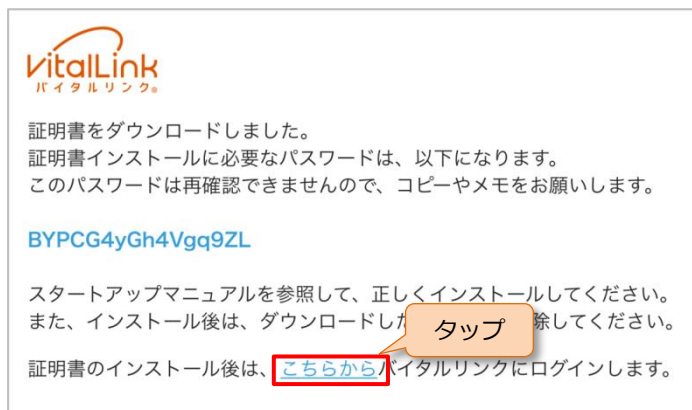 VitalLink
バイタルリンク®
証明書をダウンロードしました。
証明書インストールに必要なパスワードは、以下になります。
このパスワードは再確認できませんので、コピーやメモをお願いします。
BYPCG4yGh4Vgq9ZL
スタートアップマニュアルを参照して、正しくインストールしてください。
また、インストール後は、ダウンロードした
タップ
除してください。
証明書のインストール後は、こちらからバイタルリンクにログインします。